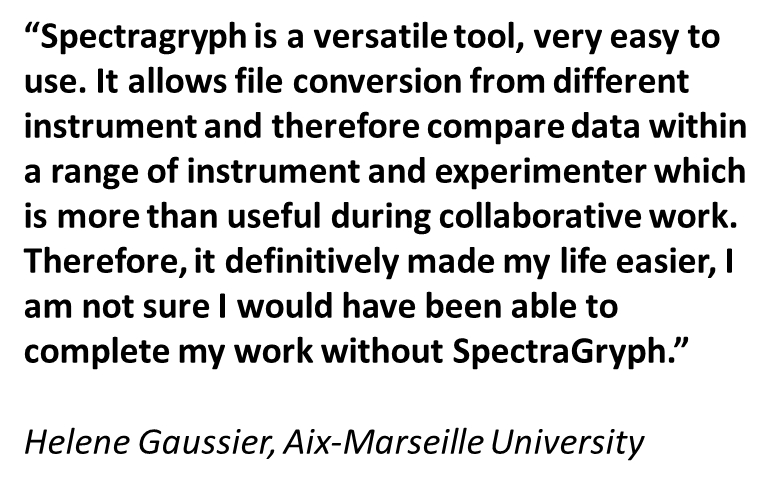 “Spectragryph is a versatile tool, very easy to
use. It allows file conversion from different
instrument and therefore compare data within
a range of instrument and experimenter which
is more than useful during collaborative work.
Therefore, it definitively made my life easier, I
am not sure I would have been able to
complete my work without SpectraGryph.”
Helene Gaussier, Aix-Marseille University